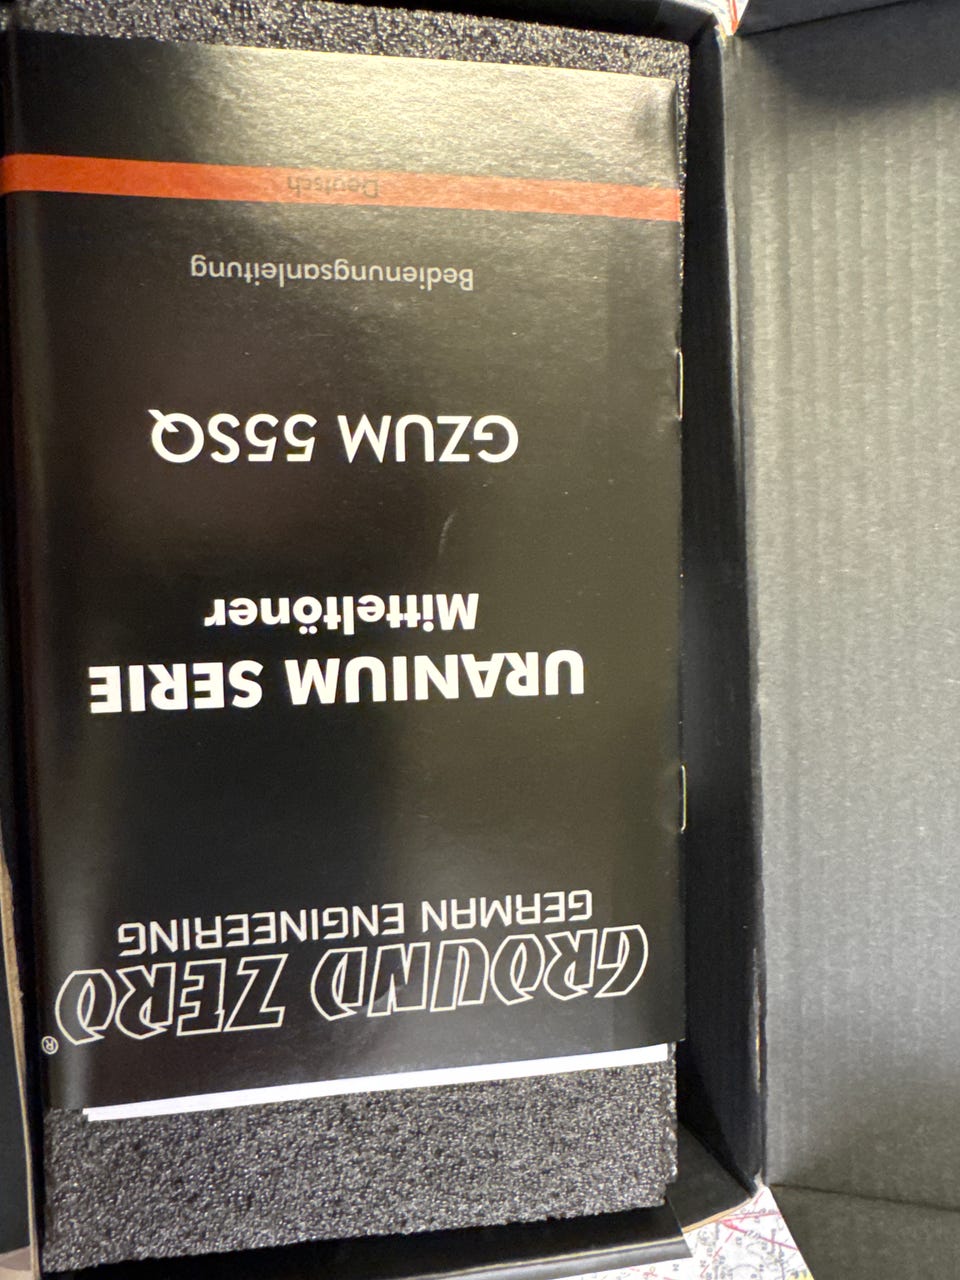 GROUND ZERO®
GERMAN ENGINEERING
URANIUM SERIE
Mitteltöner
GZUM 55SQ
Bedienungsanleitung
Deutsch